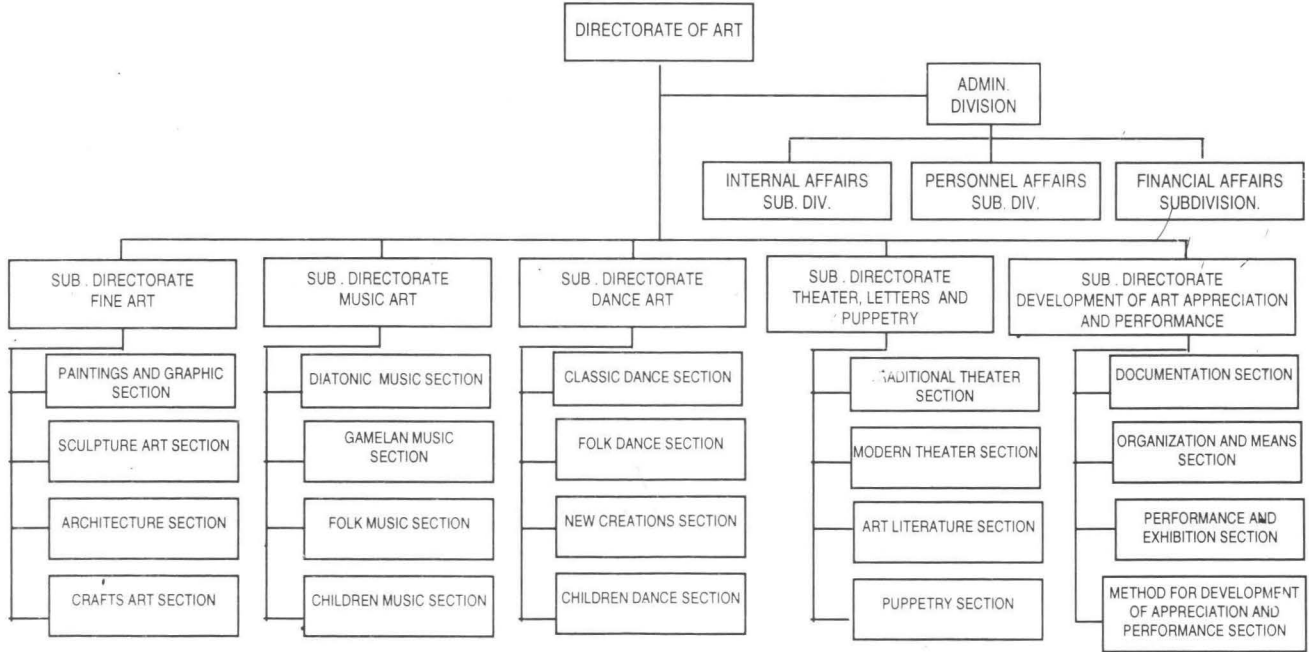 DIRECTORATE OF ART
ADMIN.
DIVISION
INTERNAL AFFAIRS
SUB. DIV.
PERSONNEL AFFAIRS
SUB. DIV.
FINANCIAL AFFAIRS
SUBDIVISION.
SUB . DIRECTORATE
FINE ART
SUB . DIRECTORATE
MUSIC ART
SUB . DIRECTORATE
DANCE ART
SUB . DIRECTORATE
THEATER, LETTERS AND
PUPPETRY
SUB . DIRECTORATE
DEVELOPMENT OF ART APPRECIATION
AND PERFORMANCE
PAINTINGS AND GRAPHIC
SECTION
SCULPTURE ART SECTION
ARCHITECTURE SECTION
CRAFTS ART SECTION
DIATONIC MUSIC SECTION
GAMELAN MUSIC
SECTION
FOLK MUSIC SECTION
CHILDREN MUSIC SECTION
CLASSIC DANCE SECTION
FOLK DANCE SECTION
NEW CREATIONS SECTION
CHILDREN DANCE SECTION
TRADITIONAL THEATER
SECTION
MODERN THEATER SECTION
ART LITERATURE SECTION
PUPPETRY SECTION
DOCUMENTATION SECTION
ORGANIZATION AND MEANS
SECTION
PERFORMANCE AND
EXHIBITION SECTION
METHOD FOR DEVELOPMENT
OF APPRECIATION AND
PERFORMANCE SECTION